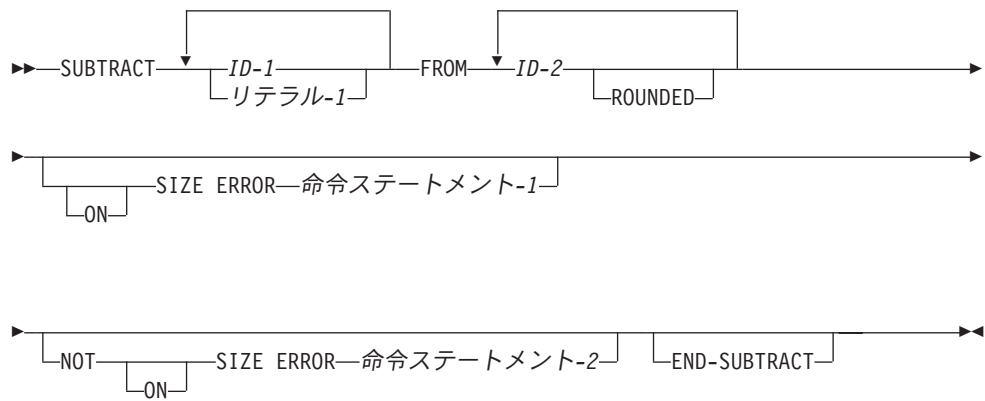 SUBTRACT ID-1 FROM ID-2
リテラル-1 ROUNDED
SIZE ERROR 命令ステートメント-1
ON
NOT SIZE ERROR 命令ステートメント-2 END-SUBTRACT
ON